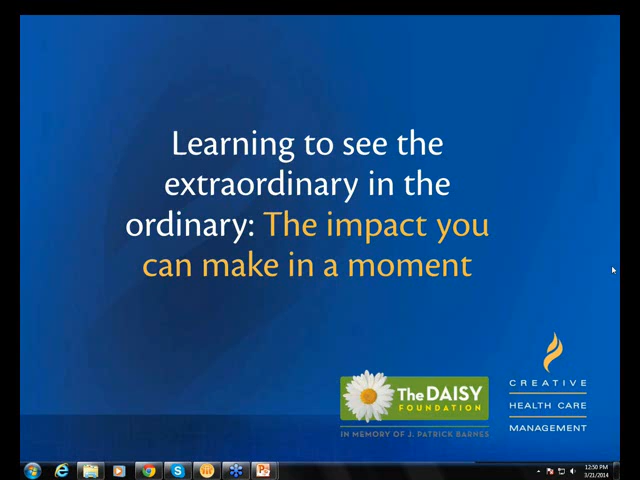 Learning to see the
extraordinary in the
ordinary: The impact you
can make in a moment
The DAISY
FOUNDATION
IN MEMORY OF J. PATRICK BARNES
CREATIVE
HEALTH CARE
MANAGEMENT
12:50 PM
3/21/2014